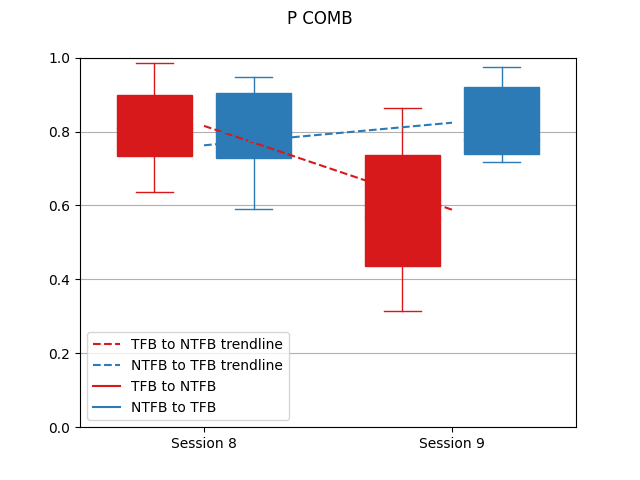 P COMB
1.0
0.8
0.6
0.4
0.2
0.0
TFB to NTFB trendline
NTFB to TFB trendline
TFB to NTFB
NTFB to TFB
Session 8
Session 9